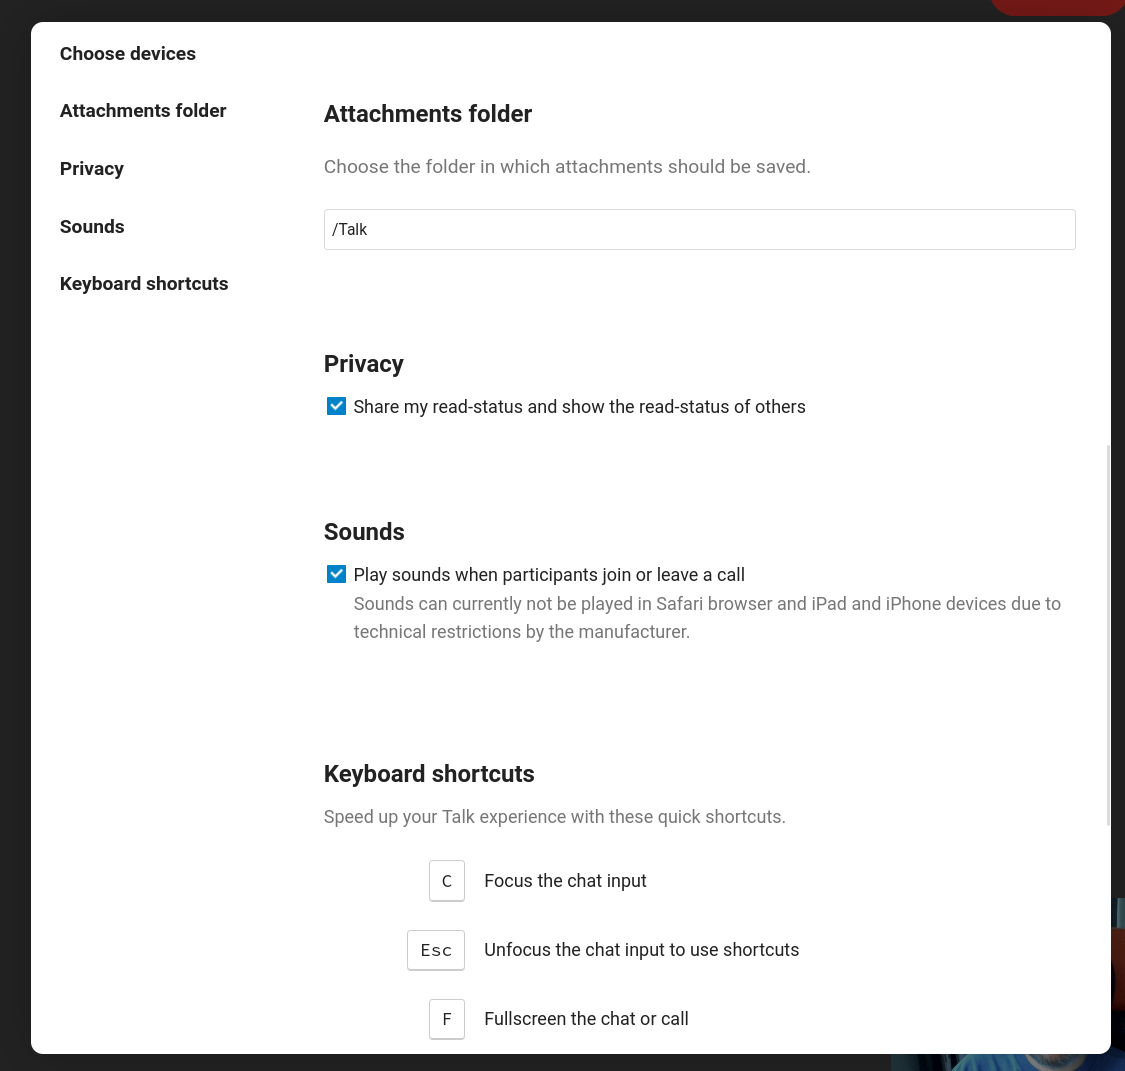 Choose devices
Attachments folder
Privacy
Sounds
Keyboard shortcuts
Attachments folder
Choose the folder in which attachments should be saved.
/Talk
Privacy
Share my read-status and show the read-status of others
Sounds
Play sounds when participants join or leave a call
Sounds can currently not be played in Safari browser and iPad and iPhone devices due to
technical restrictions by the manufacturer.
Keyboard shortcuts
Speed up your Talk experience with these quick shortcuts.
C Focus the chat input
Esc Unfocus the chat input to use shortcuts
F Fullscreen the chat or call